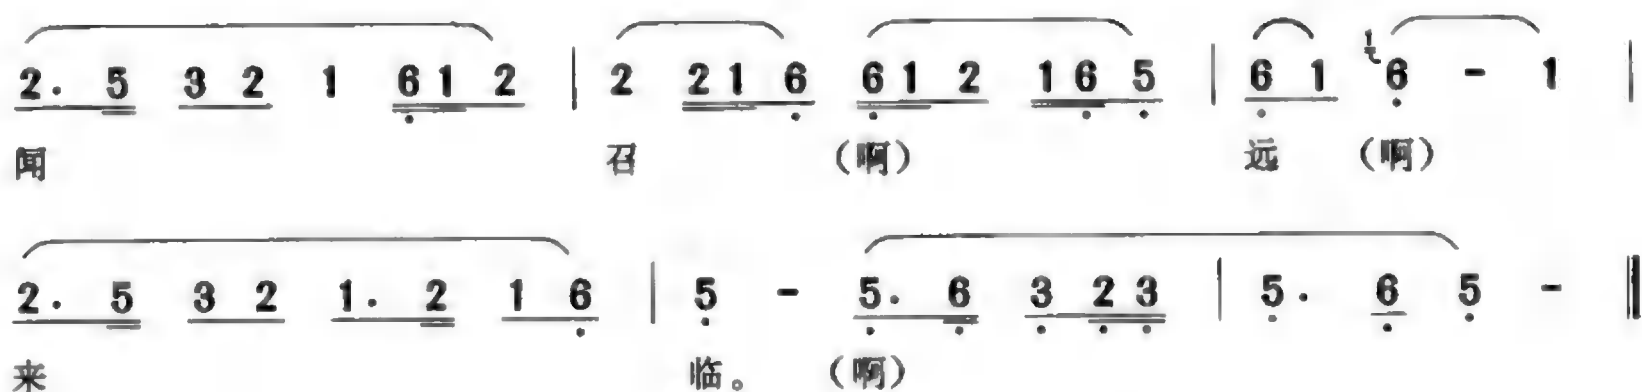 2. 5 3 2 1 6 1 2 | 2 2 1 6 6 1 2 1 6 5 | 6 1 1 6 - 1 |
闻 召 (啊) 远 (啊)
2. 5 3 2 1. 2 1 6 | 5 - 5. 6 3 2 3 | 5. 6 5 - ‖
来 临。 (啊)